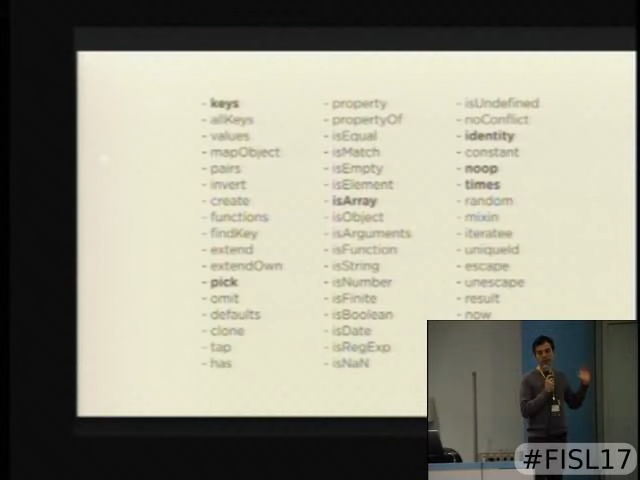 - keys
- allKeys
- values
- mapObject
- pairs
- invert
- create
- functions
- findKey
- extend
- extendOwn
- pick
- omit
- defaults
- clone
- tap
- has
- property
- propertyOf
- isEqual
- isMatch
- isEmpty
- isElement
- isArray
- isObject
- isArguments
- isFunction
- isString
- isNumber
- isFinite
- isBoolean
- isDate
- isRegExp
- isNaN
- isUndefined
- noConflict
- identity
- constant
- noop
- times
- random
- mixin
- iteratee
- uniqueId
- escape
- unescape
- result
- now
#FISL17